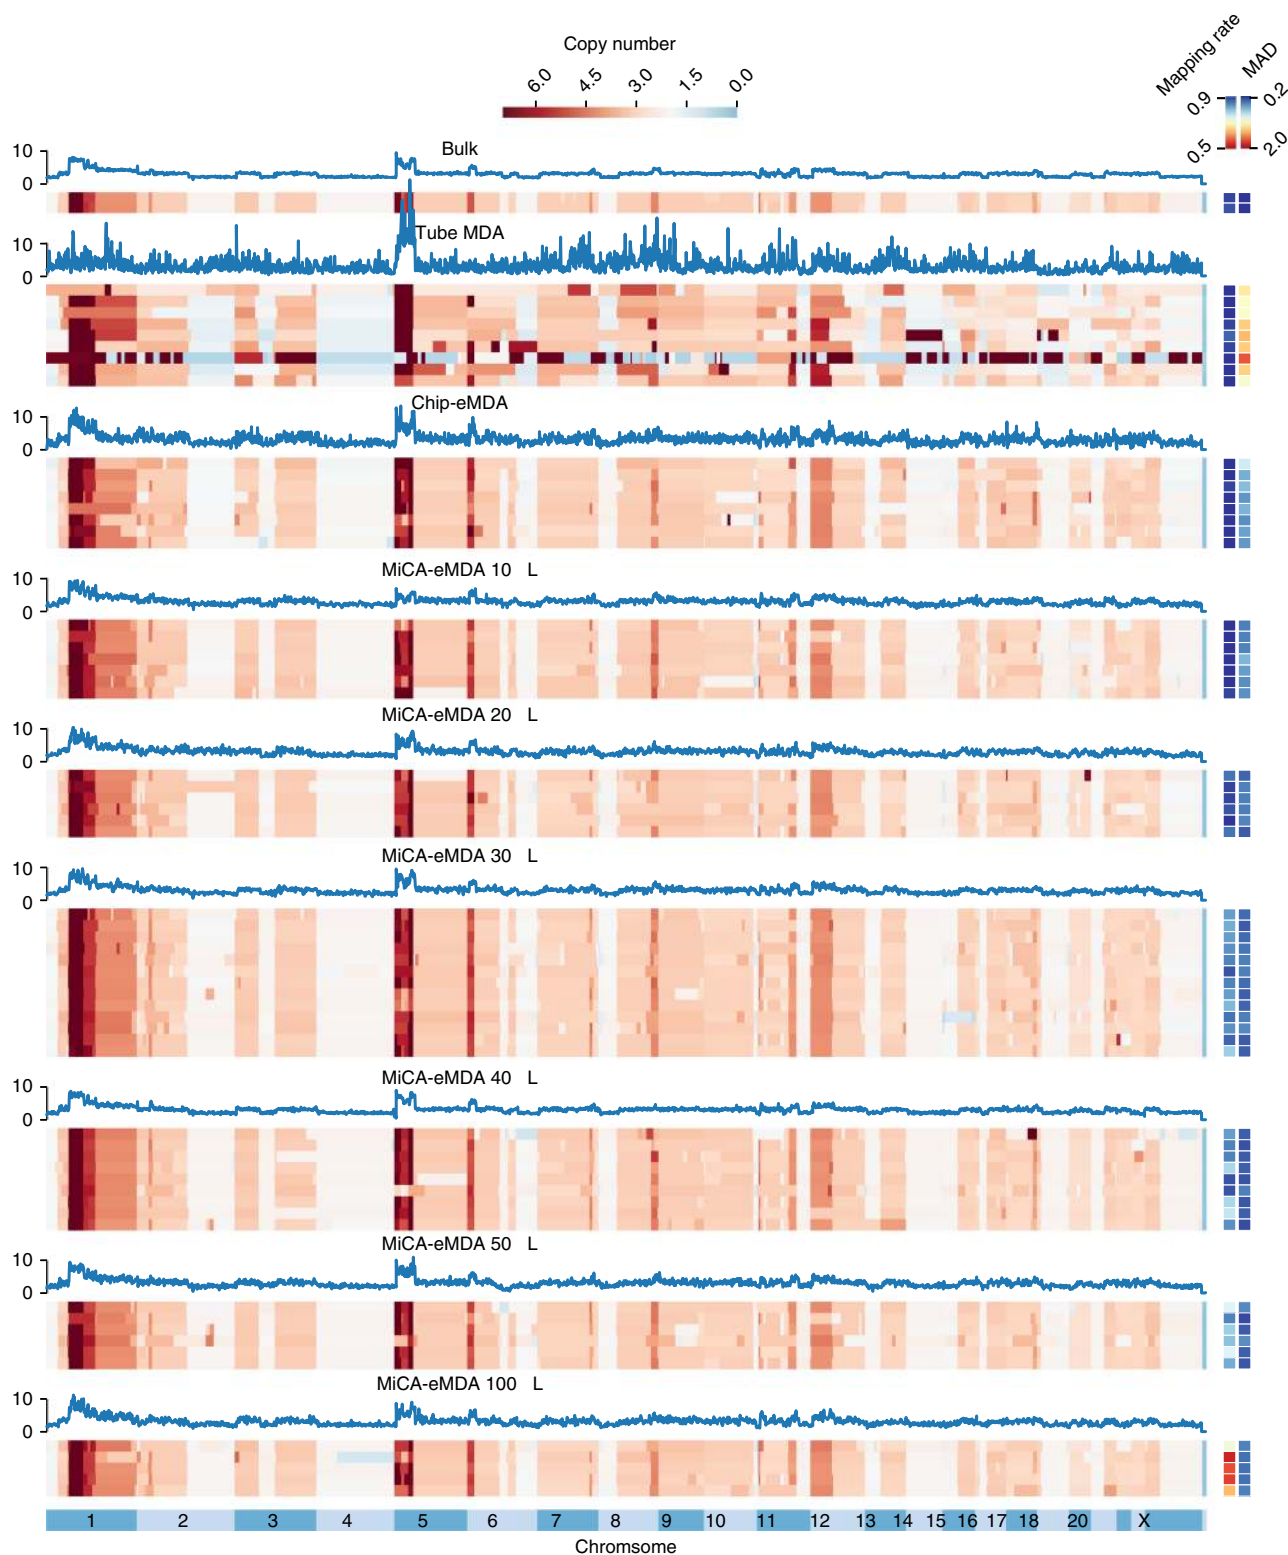 Copy number
6.0 4.5 3.0 1.5 0.0
Mapping rate MAD
0.9 0.2
0.5 2.0
Bulk
10
0
Tube MDA
10
0
Chip-eMDA
10
0
MiCA-eMDA 10 L
10
0
MiCA-eMDA 20 L
10
0
MiCA-eMDA 30 L
10
0
MiCA-eMDA 40 L
10
0
MiCA-eMDA 50 L
10
0
MiCA-eMDA 100 L
10
0
1 2 3 4 5 6 7 8 9 10 11 12 13 14 15 16 17 18 20 X
Chromsome